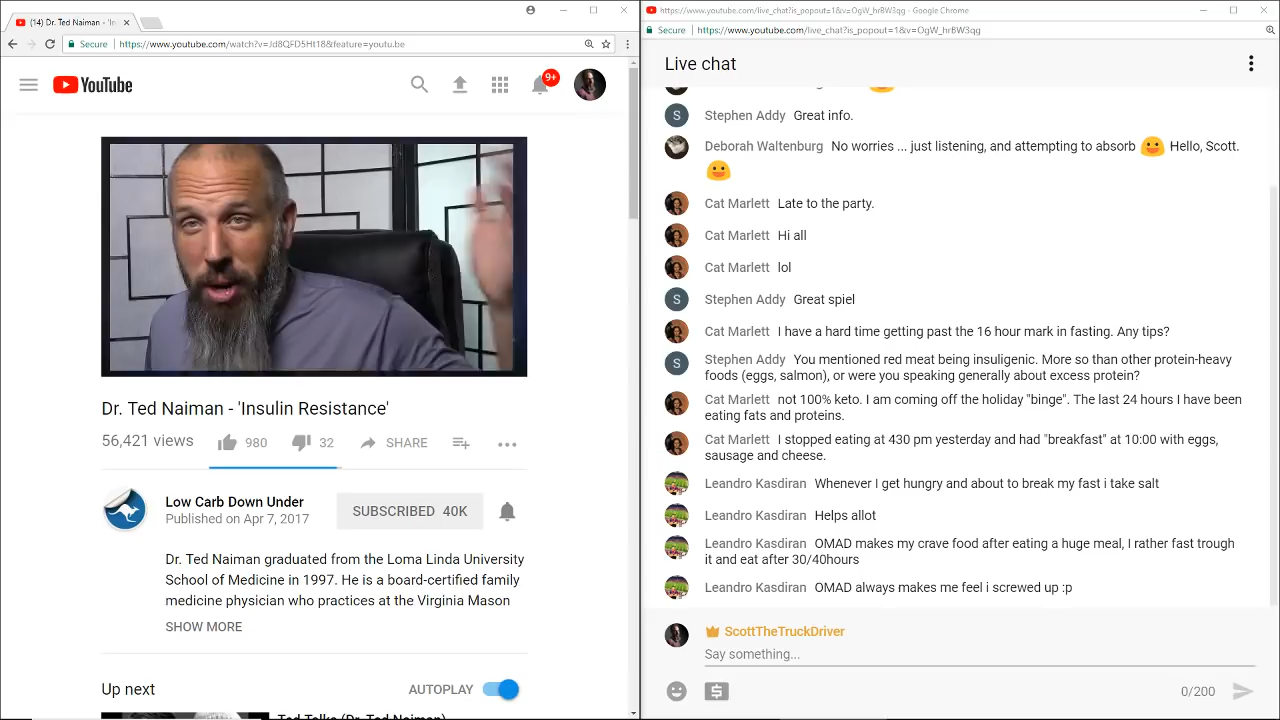 (14) Dr. Ted Naiman - 'In
Secure https://www.youtube.com/watch?v=Jd8QFD5Ht18&feature=youtu.be
YouTube
9+
Dr. Ted Naiman - 'Insulin Resistance'
56,421 views 980 32 SHARE
Low Carb Down Under
Published on Apr 7, 2017
SUBSCRIBED 40K
Dr. Ted Naiman graduated from the Loma Linda University
School of Medicine in 1997. He is a board-certified family
medicine physician who practices at the Virginia Mason
SHOW MORE
Up next AUTOPLAY
Ted Talks (Dr. Ted Naiman)
https://www.youtube.com/live_chat?is_popout=1&v=OgW_hrBW3qg - Google Chrome
Secure https://www.youtube.com/live_chat?is_popout=1&v=OgW_hrBW3qg
Live chat
S Stephen Addy Great info.
Deborah Waltenburg No worries ... just listening, and attempting to absorb Hello, Scott.
Cat Marlett Late to the party.
Cat Marlett Hi all
Cat Marlett lol
S Stephen Addy Great spiel
Cat Marlett I have a hard time getting past the 16 hour mark in fasting. Any tips?
S Stephen Addy You mentioned red meat being insuligenic. More so than other protein-heavy
foods (eggs, salmon), or were you speaking generally about excess protein?
Cat Marlett not 100% keto. I am coming off the holiday "binge". The last 24 hours I have been
eating fats and proteins.
Cat Marlett I stopped eating at 430 pm yesterday and had "breakfast" at 10:00 with eggs,
sausage and cheese.
Leandro Kasdiran Whenever I get hungry and about to break my fast i take salt
Leandro Kasdiran Helps allot
Leandro Kasdiran OMAD makes my crave food after eating a huge meal, I rather fast trough
it and eat after 30/40hours
Leandro Kasdiran OMAD always makes me feel i screwed up :p
ScottTheTruckDriver
Say something...
0/200